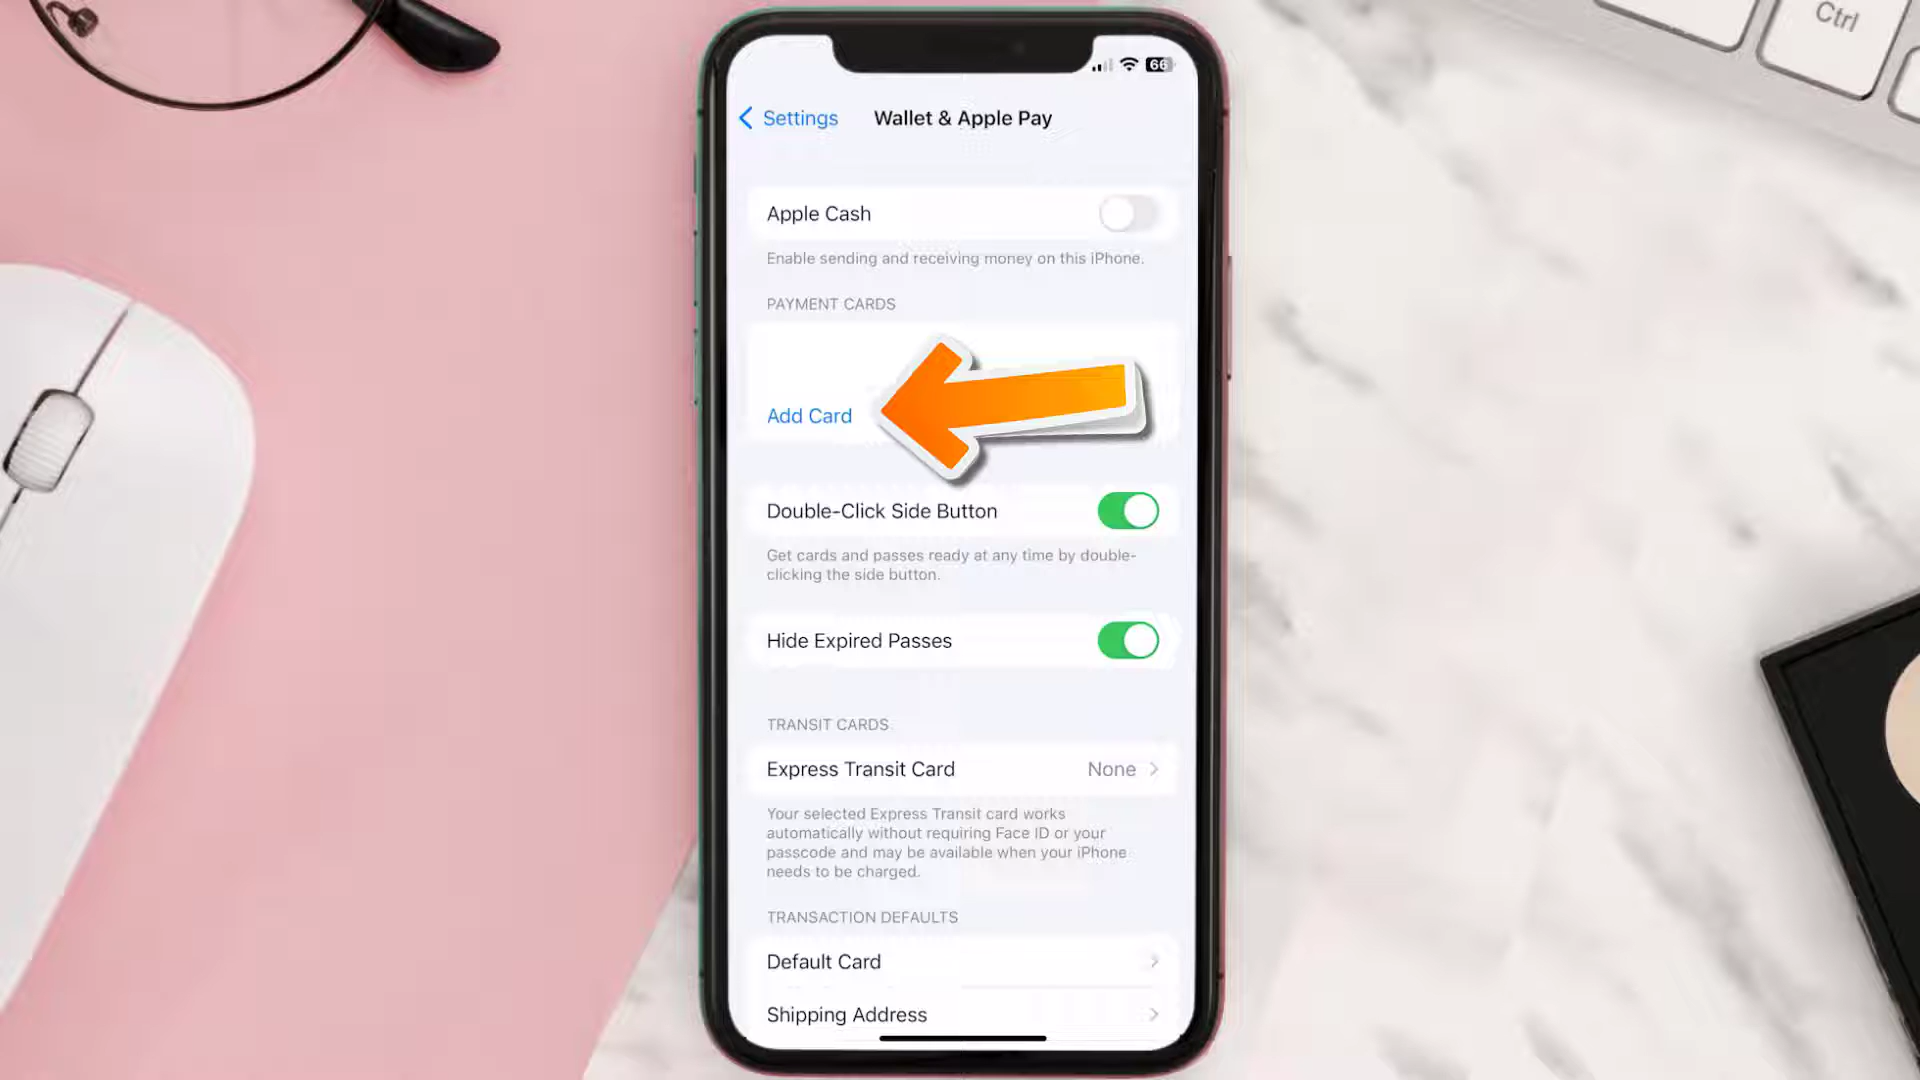 Ctrl
66
Settings
Wallet & Apple Pay
Apple Cash
Enable sending and receiving money on this iPhone.
PAYMENT CARDS
Add Card
Double-Click Side Button
Get cards and passes ready at any time by double-
clicking the side button.
Hide Expired Passes
TRANSIT CARDS
Express Transit Card
None
Your selected Express Transit card works
automatically without requiring Face ID or your
passcode and may be available when your iPhone
needs to be charged.
TRANSACTION DEFAULTS
Default Card
Shipping Address